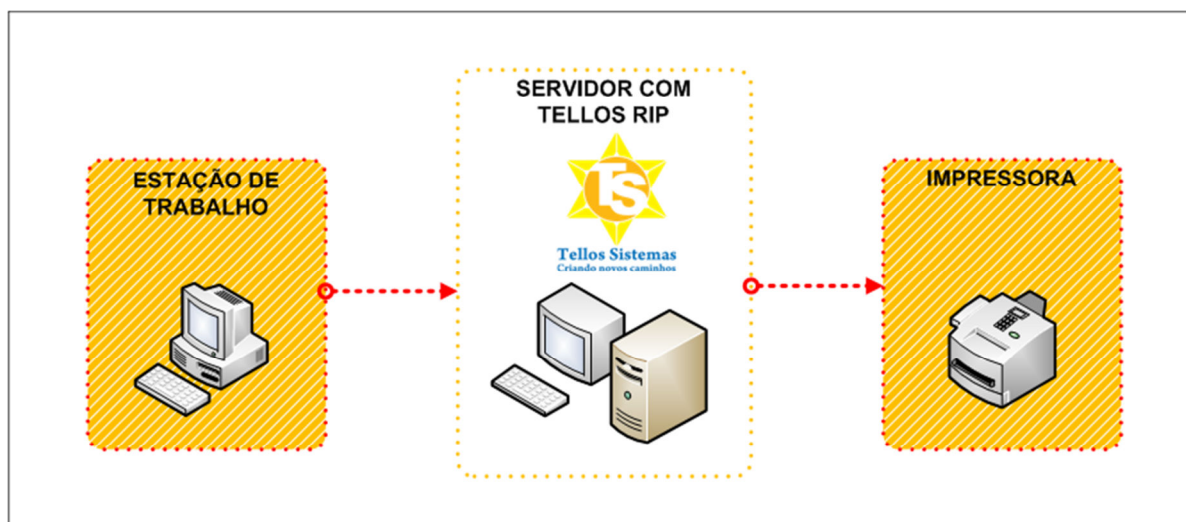 ESTAÇÃO DE
TRABALHO
SERVIDOR COM
TELLOS RIP
TS
Tellos Sistemas
Criando novos caminhos
IMPRESSORA